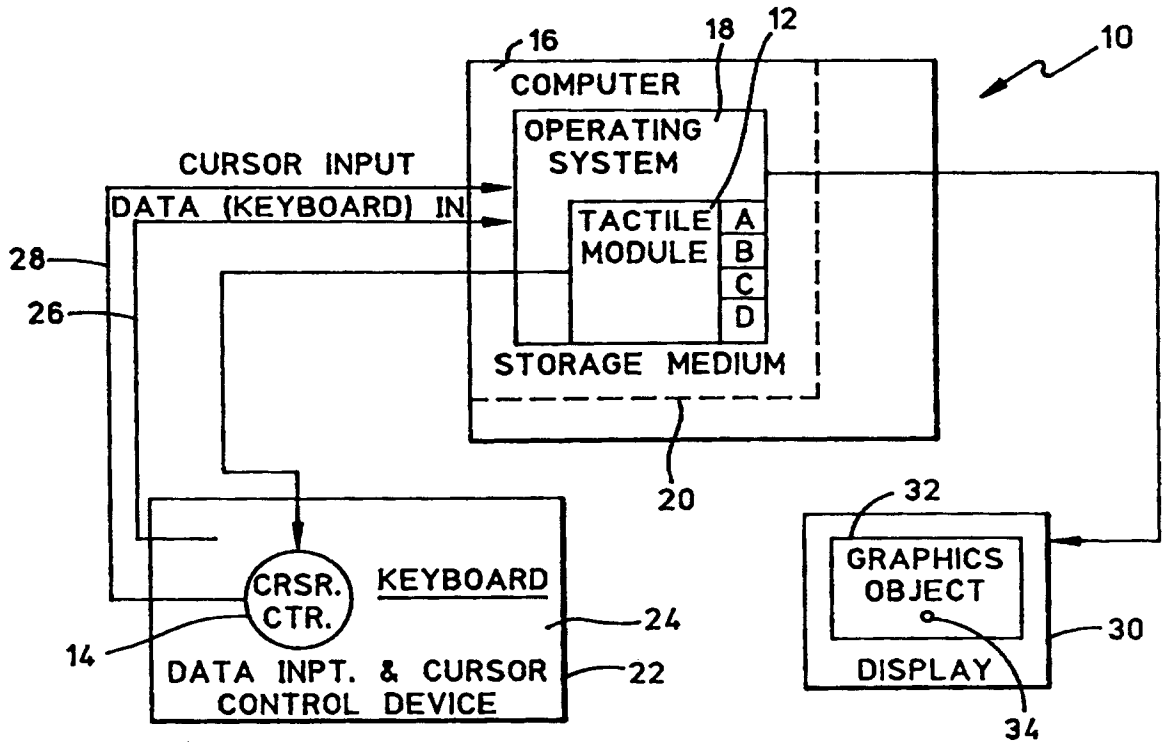 12
16
18
10
COMPUTER
OPERATING
SYSTEM
CURSOR INPUT
DATA (KEYBOARD) IN
TACTILE
MODULE
A
B
C
D
28
26
STORAGE MEDIUM
20
32
GRAPHICS
OBJECT
CRSR.
CTR.
KEYBOARD
24
14
30
DATA INPT. & CURSOR
CONTROL DEVICE
22
DISPLAY
34